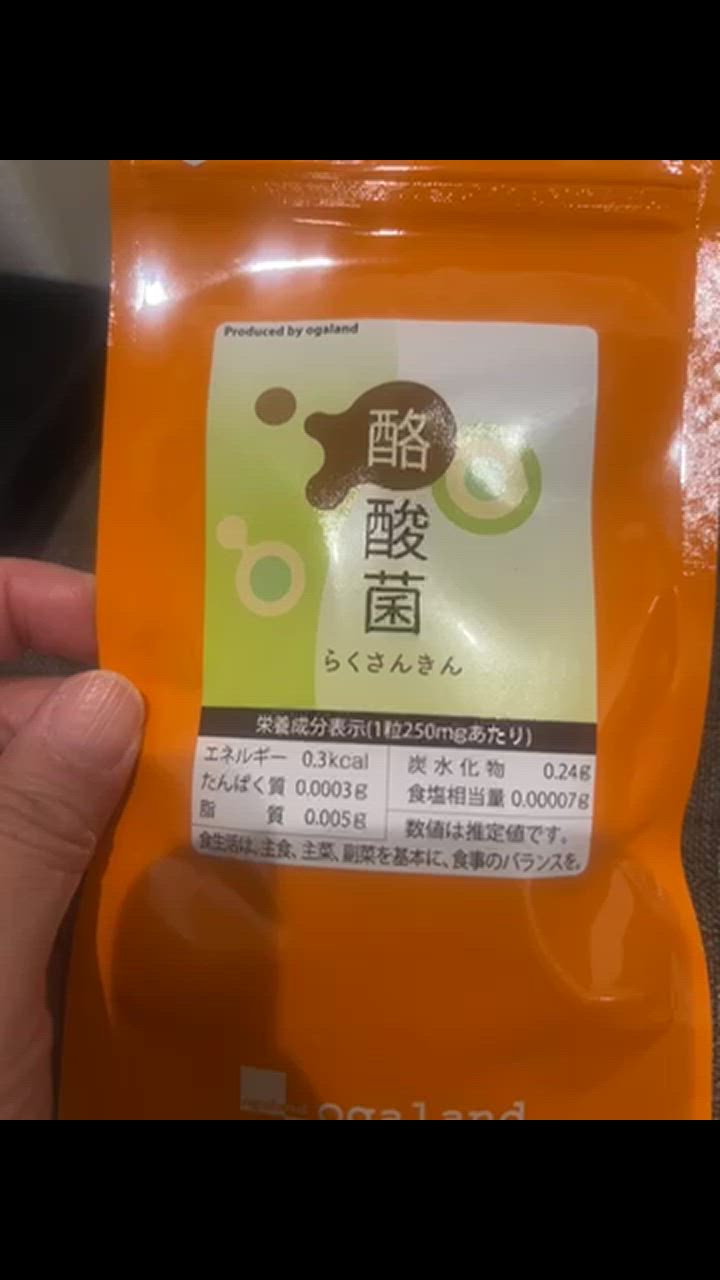 Produced by ogaland
酪酸菌
らくさんきん
栄養成分表示(1粒250mgあたり)
エネルギー 0.3kcal
たんぱく質 0.0003g
脂質 0.005g
炭水化物 0.24g
食塩相当量 0.00007g
数値は推定値です。
食生活は、主食、主菜、副菜を基本に、食事のバランスを。
ogaland